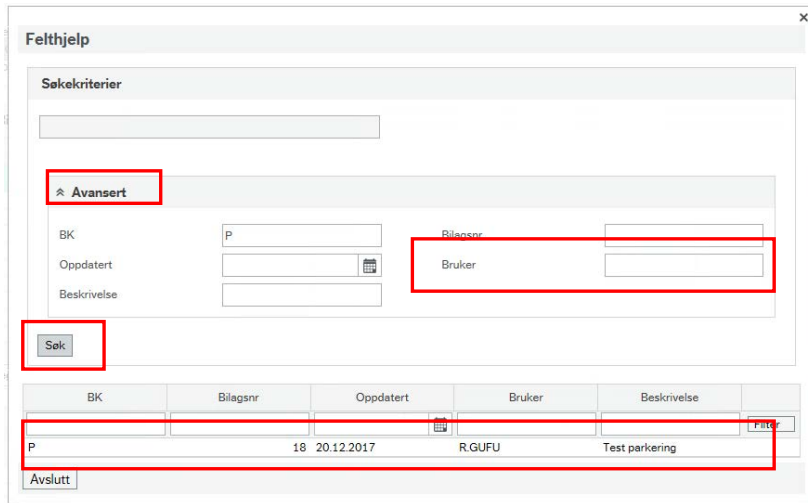 ×
Felthjelp
Søkekriterier
Avansert
BK P Bilagsnr
Oppdatert Bruker
Beskrivelse
Søk
BK Bilagsnr Oppdatert Bruker Beskrivelse
Filter
P 18 20.12.2017 R.GUFU Test parkering
Avslutt